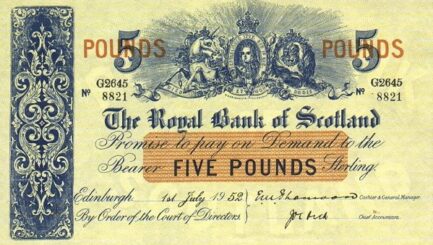 5 POUNDS POUNDS 5
G2645 G2645
Nº 8821 Nº 8821
The Royal Bank of Scotland
Promise to pay on Demand to the
Bearer FIVE POUNDS Sterling.
Edinburgh 1st July 1952 Cashier & General Manager.
By Order of the Court of Directors Chief Accountant.